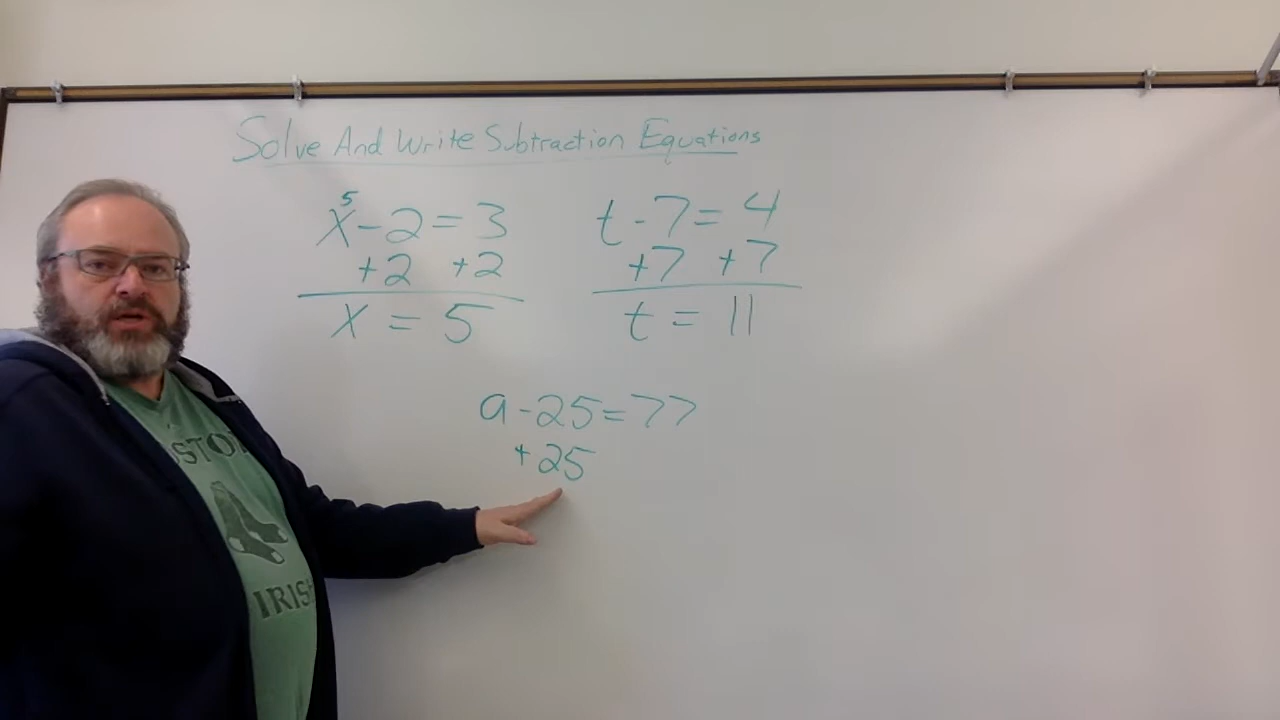 Solve And Write Subtraction Equations
5
x - 2 = 3
+2 +2
x = 5
t - 7 = 4
+7 +7
t = 11
a - 25 = 77
+ 25
BOSTON
IRISH